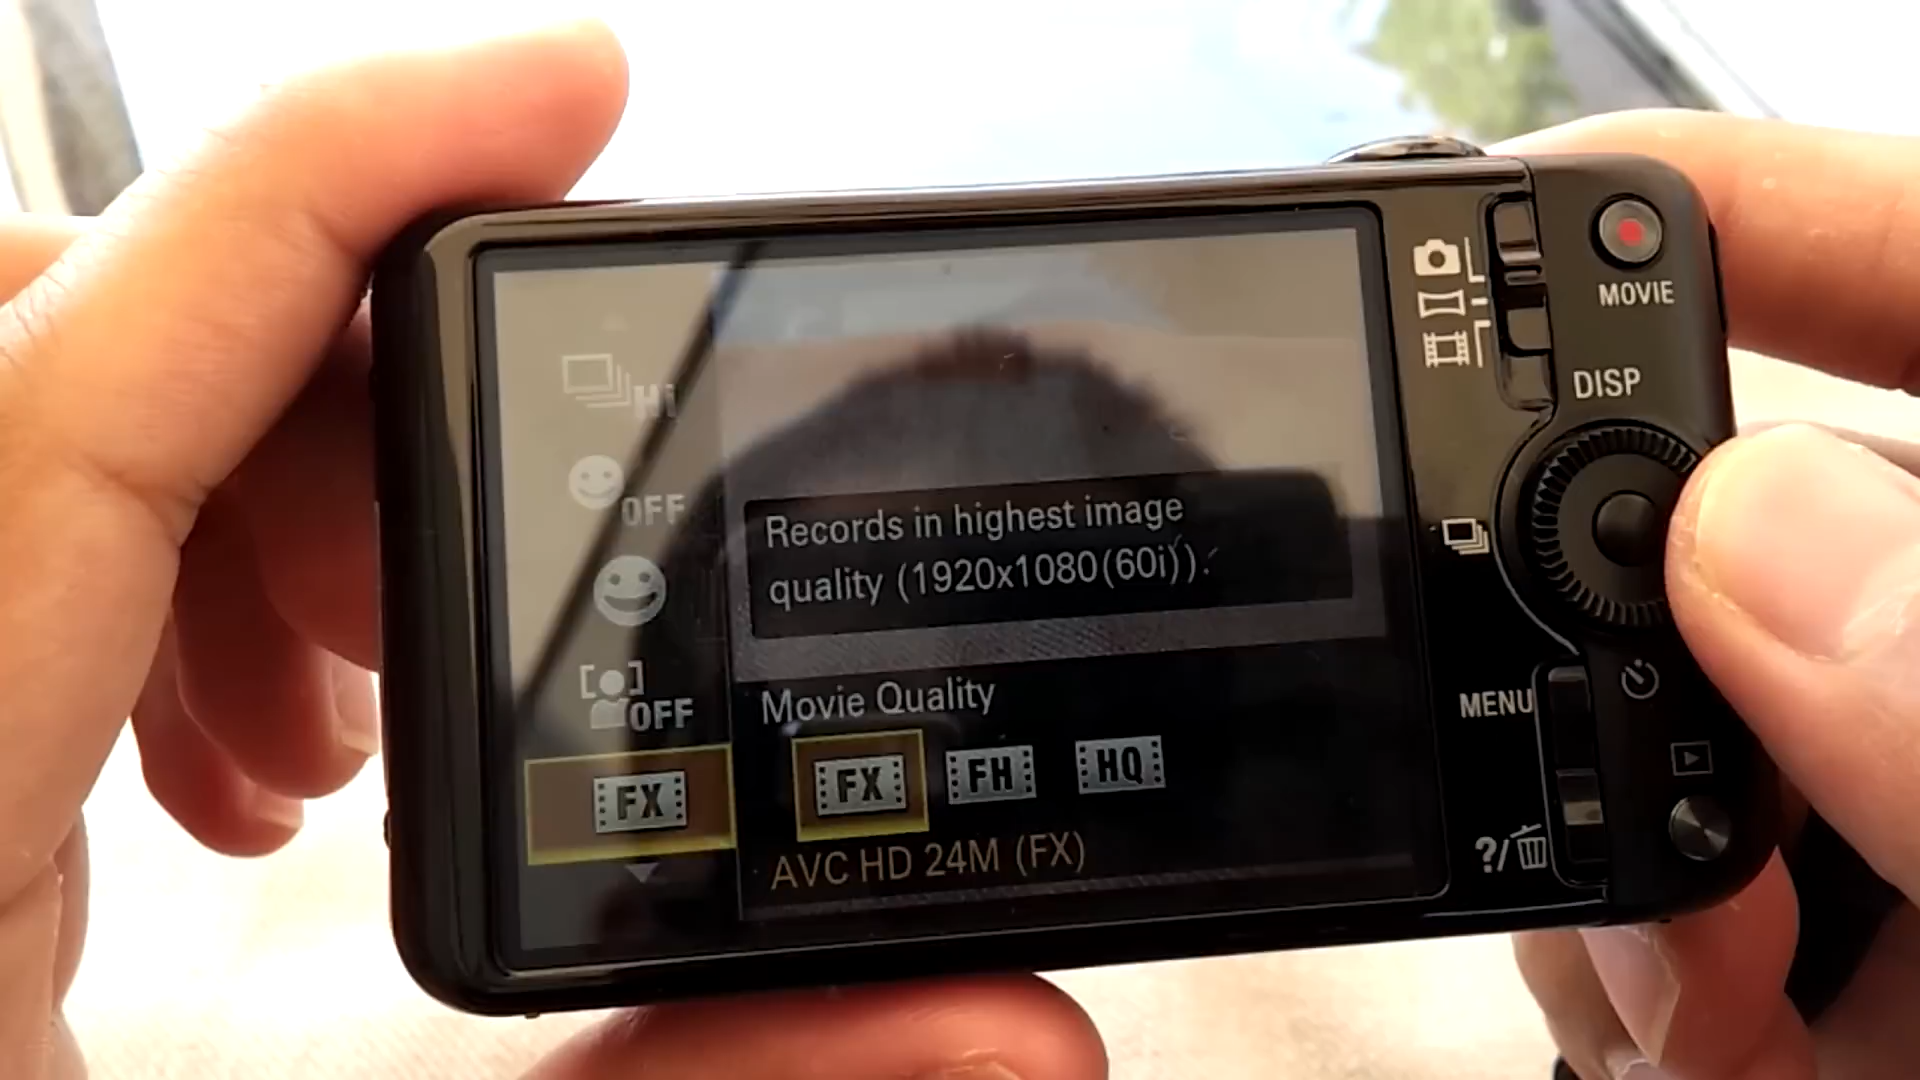 Hi
OFF
OFF
FX
Records in highest image
quality (1920x1080(60i)).
Movie Quality
FX FH HQ
AVC HD 24M (FX)
MOVIE
DISP
MENU
?/